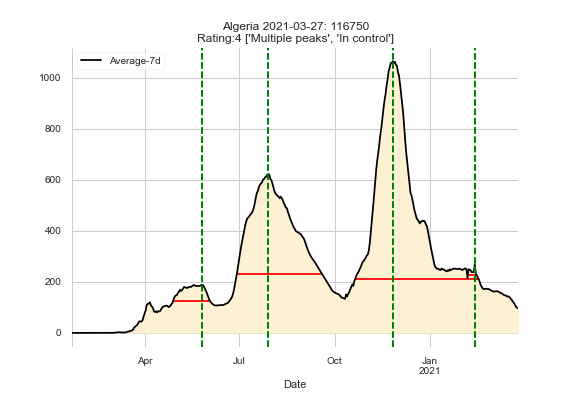 Algeria 2021-03-27: 116750
Rating:4 ['Multiple peaks', 'In control']
Average-7d
1000
800
600
400
200
0
Apr
Jul
Oct
Jan
2021
Date